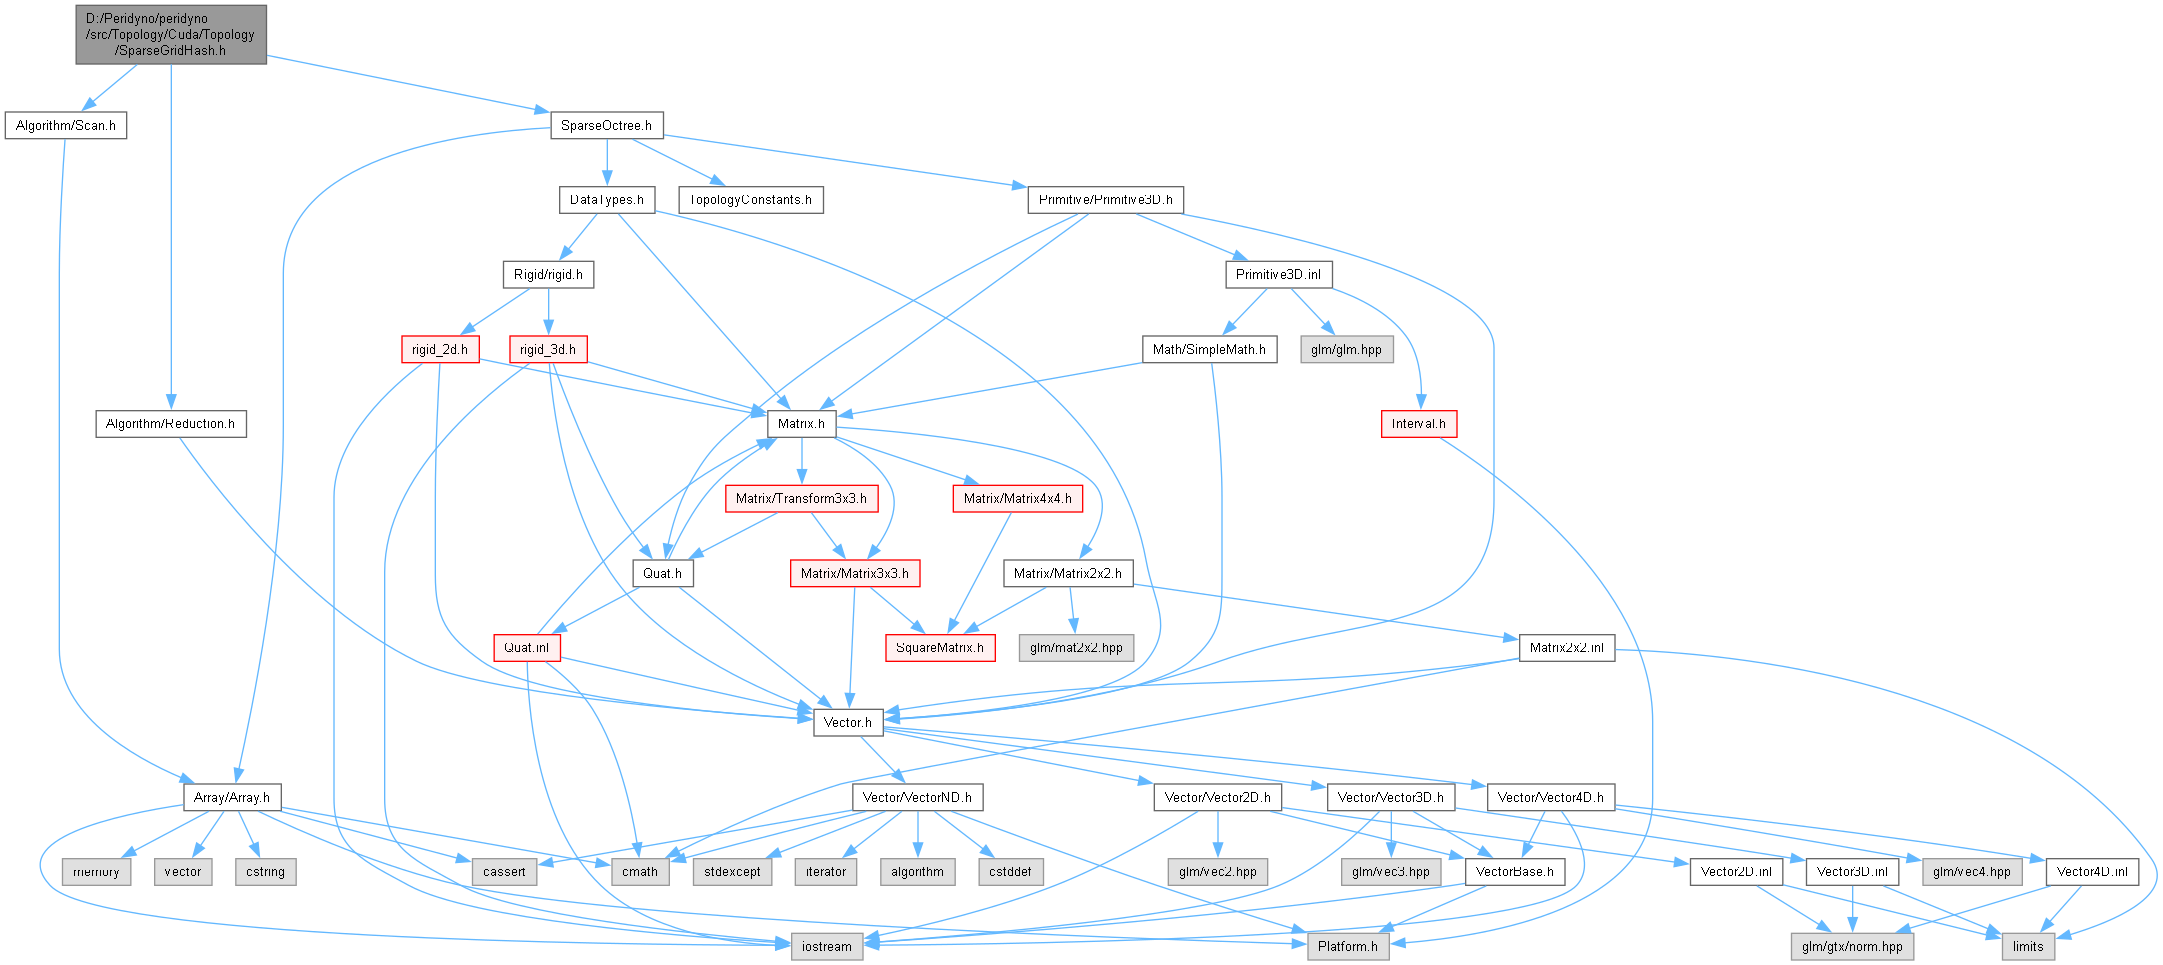 D:/Peridyno/peridyno
/src/Topology/Cuda/Topology
/SparseGridHash.h
Algorithm/Scan.h
SparseOctree.h
DataTypes.h
TopologyConstants.h
Primitive/Primitive3D.h
Rigid/rigid.h
Primitive3D.inl
rigid_2d.h
rigid_3d.h
Math/SimpleMath.h
glm/glm.hpp
Algorithm/Reduction.h
Matrix.h
Interval.h
Matrix/Transform3x3.h
Matrix/Matrix4x4.h
Quat.h
Matrix/Matrix3x3.h
Matrix/Matrix2x2.h
Quat.inl
SquareMatrix.h
glm/mat2x2.hpp
Matrix2x2.inl
Vector.h
Array/Array.h
Vector/VectorND.h
Vector/Vector2D.h
Vector/Vector3D.h
Vector/Vector4D.h
memory
vector
cstring
cassert
cmath
stdexcept
iterator
algorithm
cstddef
glm/vec2.hpp
glm/vec3.hpp
VectorBase.h
Vector2D.inl
Vector3D.inl
glm/vec4.hpp
Vector4D.inl
iostream
Platform.h
glm/gtx/norm.hpp
limits